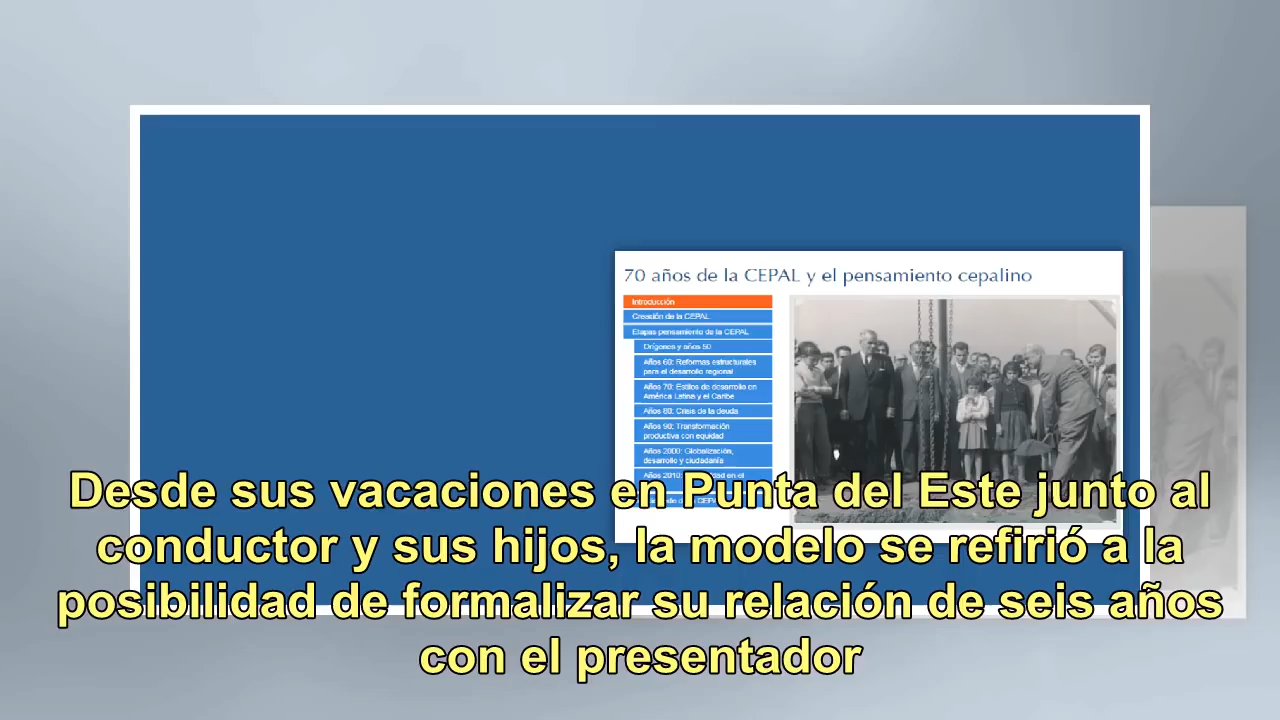 70 años de la CEPAL y el pensamiento cepalino
Introducción
Creación de la CEPAL
Etapas pensamiento de la CEPAL
Orígenes y años 50
Años 60: Reformas estructurales
para el desarrollo regional
Años 70: Estilos de desarrollo en
América Latina y el Caribe
Años 80: Crisis de la deuda
Años 90: Transformación
productiva con equidad
Años 2000: Globalización,
desarrollo y ciudadanía
Años 2010:
Desde sus vacaciones en Punta del Este junto al
conductor y sus hijos, la modelo se refirió a la
posibilidad de formalizar su relación de seis años
con el presentador